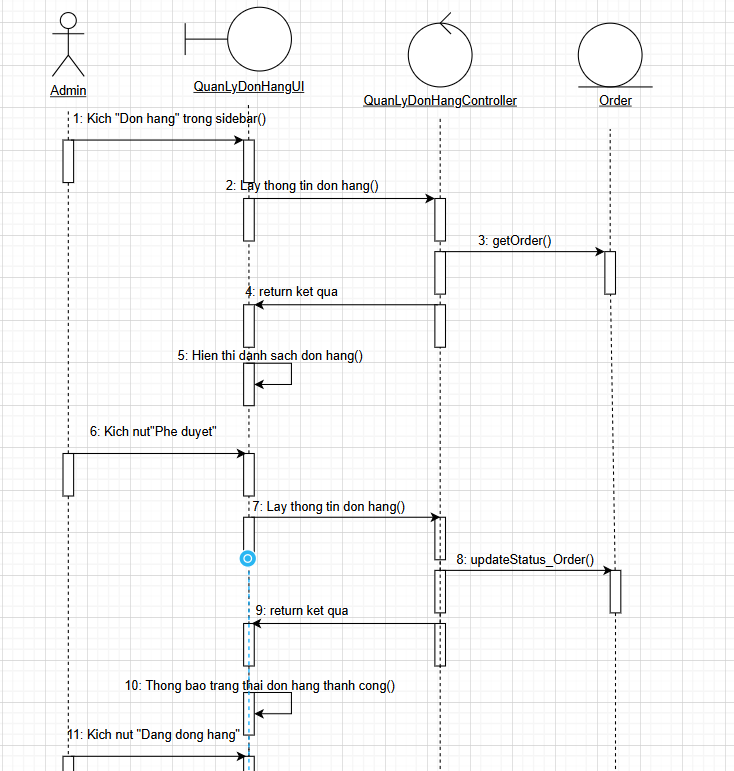 Admin
QuanLyDonHangUI
QuanLyDonHangController
Order
1: Kich "Don hang" trong sidebar()
2: Lay thong tin don hang()
3: getOrder()
4: return ket qua
5: Hien thi danh sach don hang()
6: Kich nut"Phe duyet"
7: Lay thong tin don hang()
8: updateStatus_Order()
9: return ket qua
10: Thong bao trang thai don hang thanh cong()
11: Kich nut "Dang dong hang"